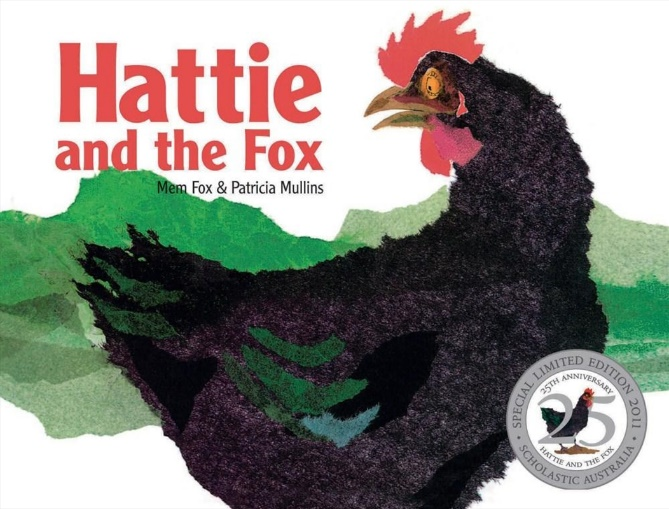 Hattie
and the Fox
Mem Fox & Patricia Mullins
SPECIAL LIMITED EDITION 2011
25TH ANNIVERSARY
25
HATTIE AND THE FOX
SCHOLASTIC AUSTRALIA